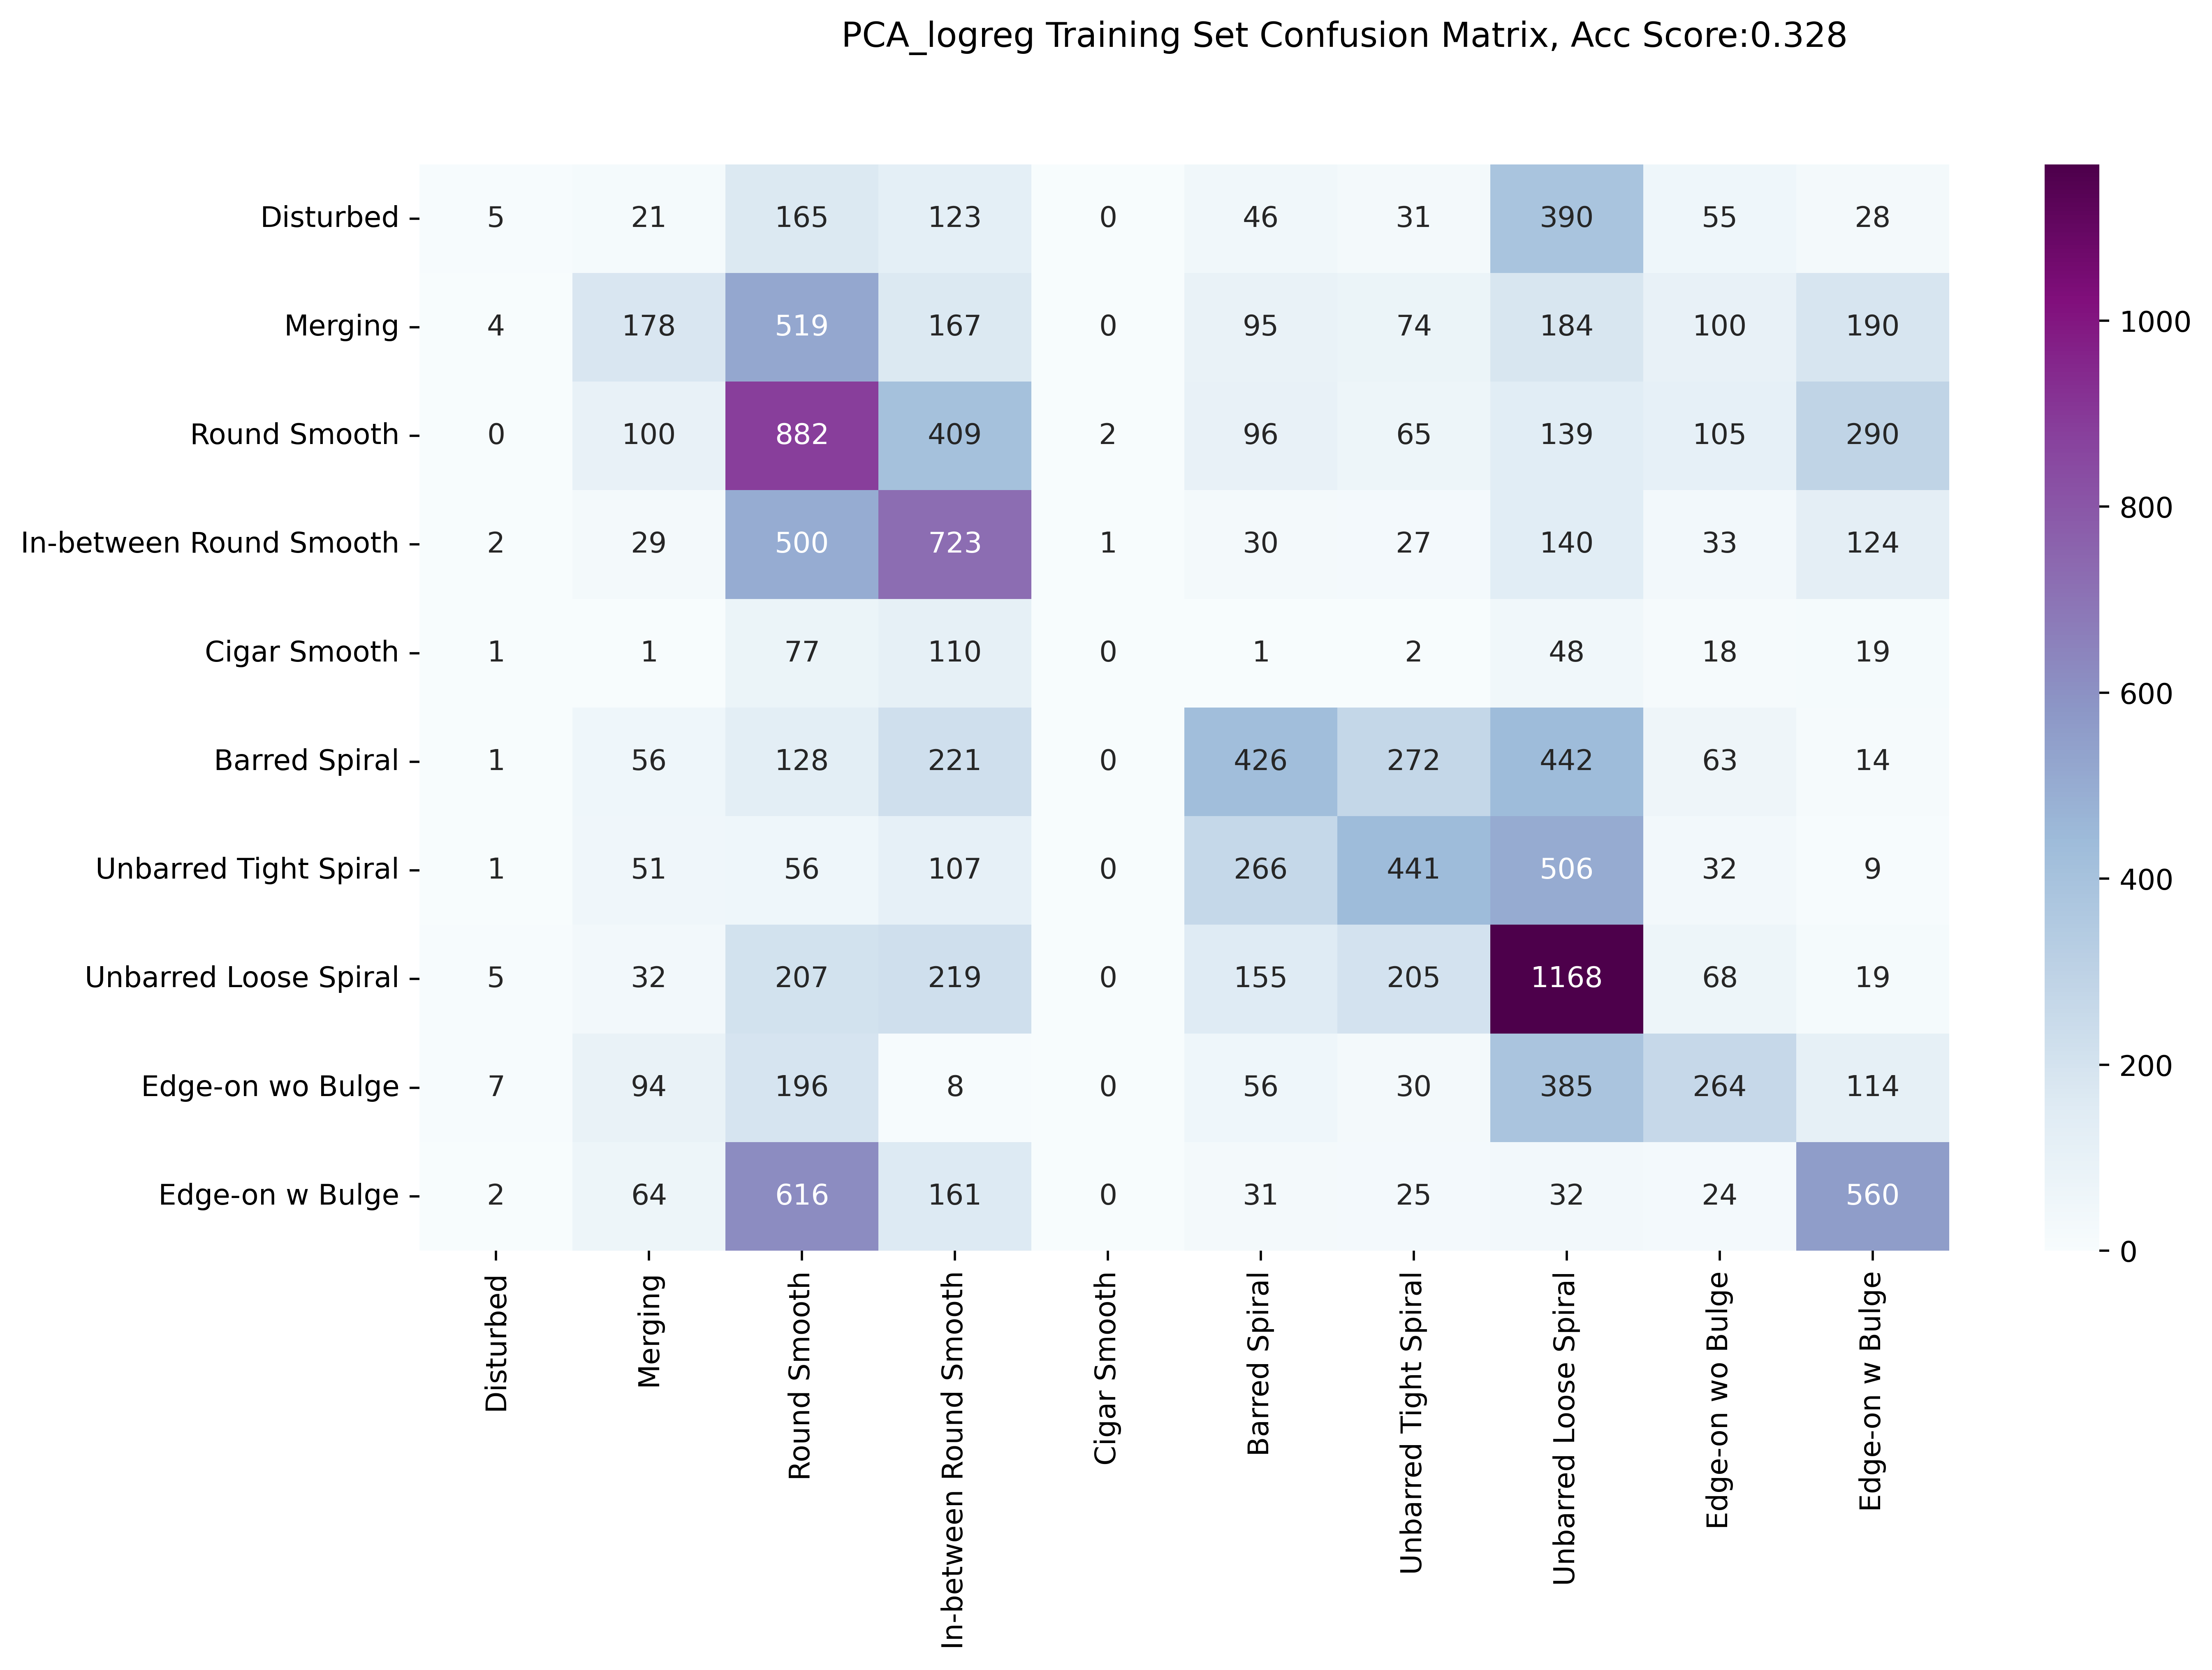 PCA_logreg Training Set Confusion Matrix, Acc Score:0.328
Disturbed 5 21 165 123 0 46 31 390 55 28
Merging 4 178 519 167 0 95 74 184 100 190
Round Smooth 0 100 882 409 2 96 65 139 105 290
In-between Round Smooth 2 29 500 723 1 30 27 140 33 124
Cigar Smooth 1 1 77 110 0 1 2 48 18 19
Barred Spiral 1 56 128 221 0 426 272 442 63 14
Unbarred Tight Spiral 1 51 56 107 0 266 441 506 32 9
Unbarred Loose Spiral 5 32 207 219 0 155 205 1168 68 19
Edge-on wo Bulge 7 94 196 8 0 56 30 385 264 114
Edge-on w Bulge 2 64 616 161 0 31 25 32 24 560
Disturbed
Merging
Round Smooth
In-between Round Smooth
Cigar Smooth
Barred Spiral
Unbarred Tight Spiral
Unbarred Loose Spiral
Edge-on wo Bulge
Edge-on w Bulge
1000
800
600
400
200
0